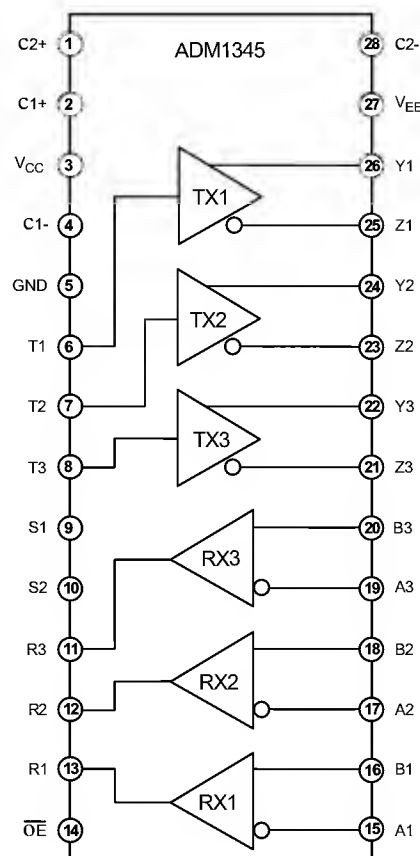 C2+ 1 ADM1345 28 C2-
C1+ 2 27 VEE
VCC 3 26 Y1
TX1
C1- 4 25 Z1
GND 5 24 Y2
TX2
T1 6 23 Z2
T2 7 22 Y3
TX3
T3 8 21 Z3
S1 9 20 B3
RX3
S2 10 19 A3
R3 11 18 B2
RX2
R2 12 17 A2
R1 13 16 B1
RX1
OE 14 15 A1